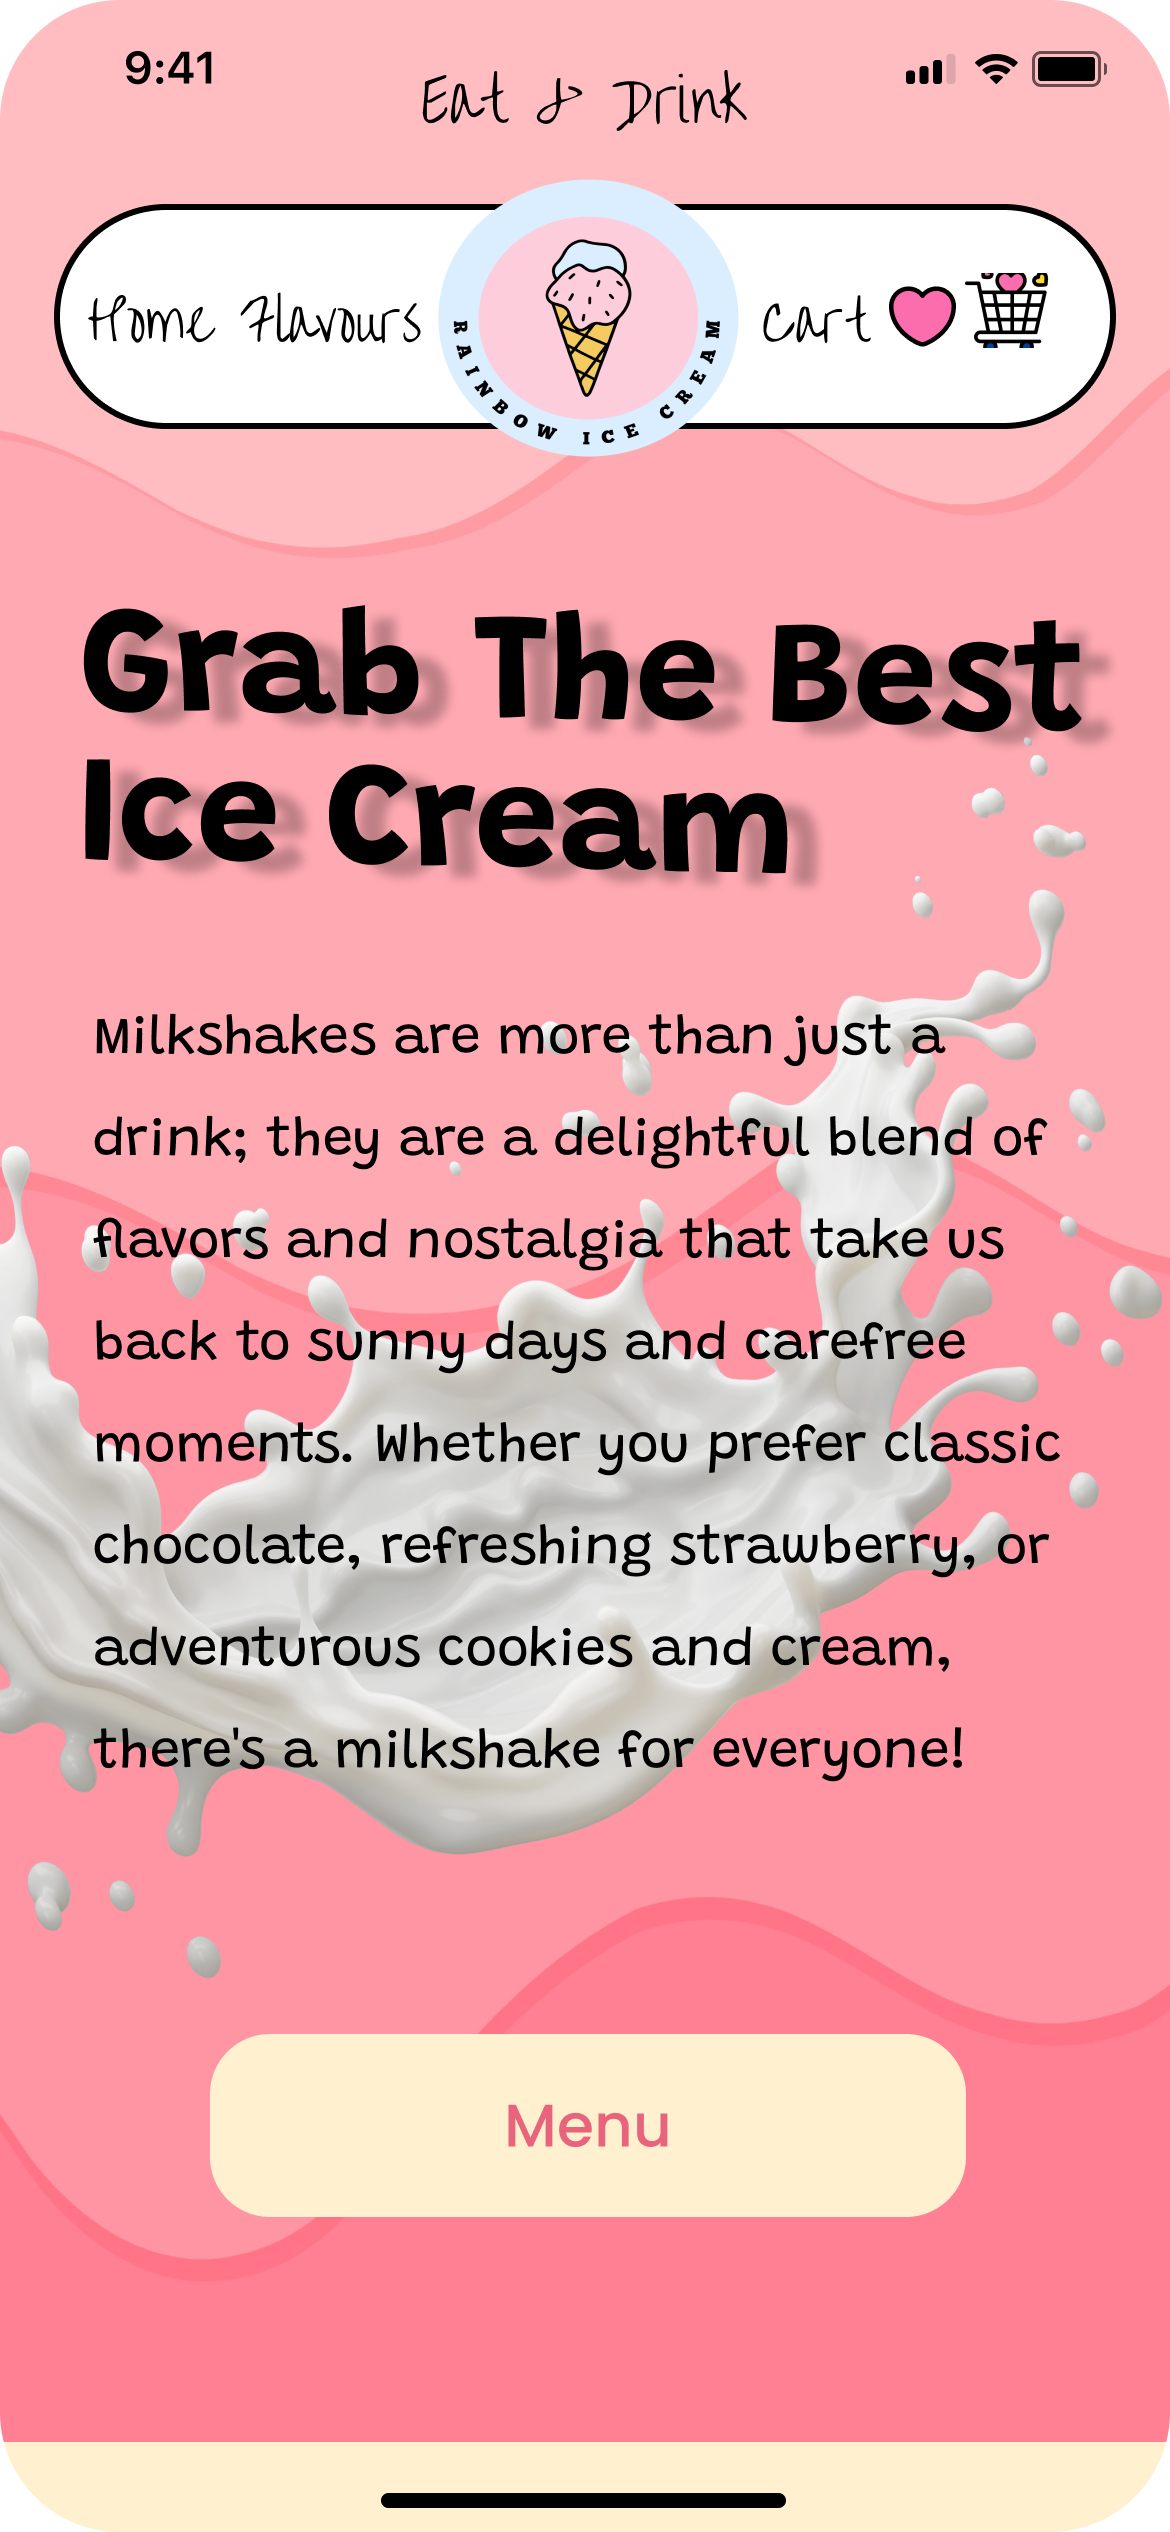 9:41
Eat & Drink
Home Flavours
RAINBOW ICE CREAM
Cart
Grab The Best
Ice Cream
Milkshakes are more than just a
drink; they are a delightful blend of
flavors and nostalgia that take us
back to sunny days and carefree
moments. Whether you prefer classic
chocolate, refreshing strawberry, or
adventurous cookies and cream,
there's a milkshake for everyone!
Menu